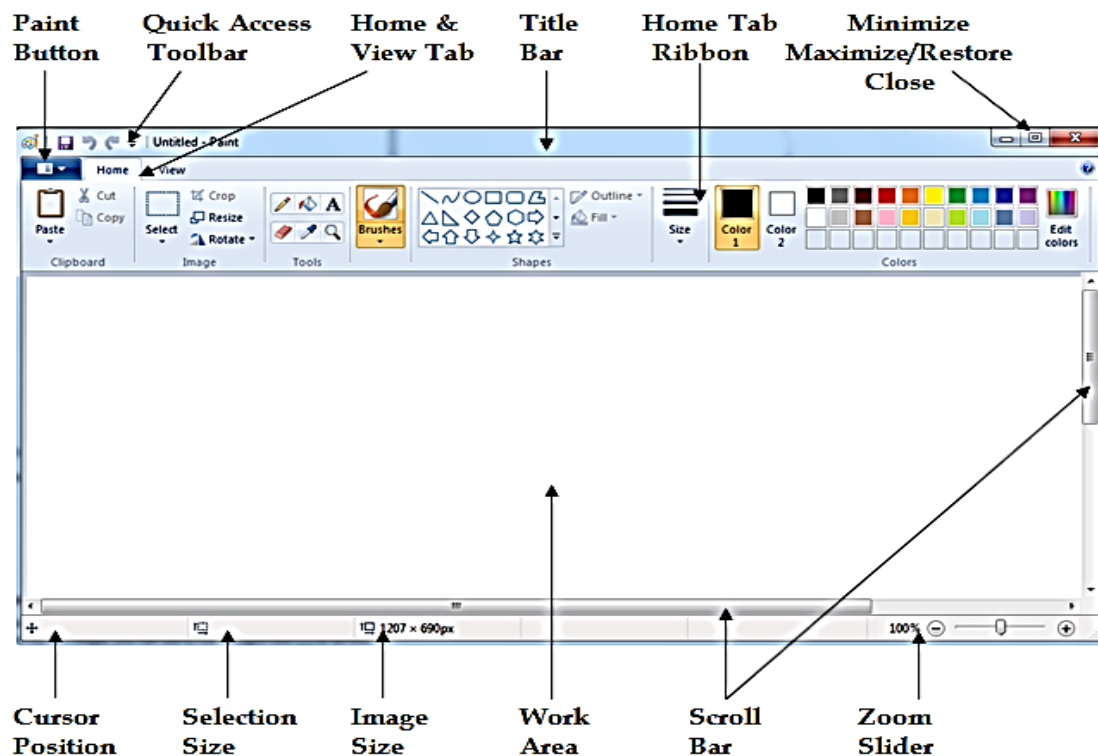 Paint Quick Access Home & Title Home Tab Minimize
Button Toolbar View Tab Bar Ribbon Maximize/Restore
Close
Untitled - Paint
Home View
Cut Crop A Outline
Paste Copy Select Resize Brushes Fill Size Color Color Edit
Rotate 1 2 colors
Clipboard Image Tools Shapes Colors
1207 × 690px 100%
Cursor Selection Image Work Scroll Zoom
Position Size Size Area Bar Slider